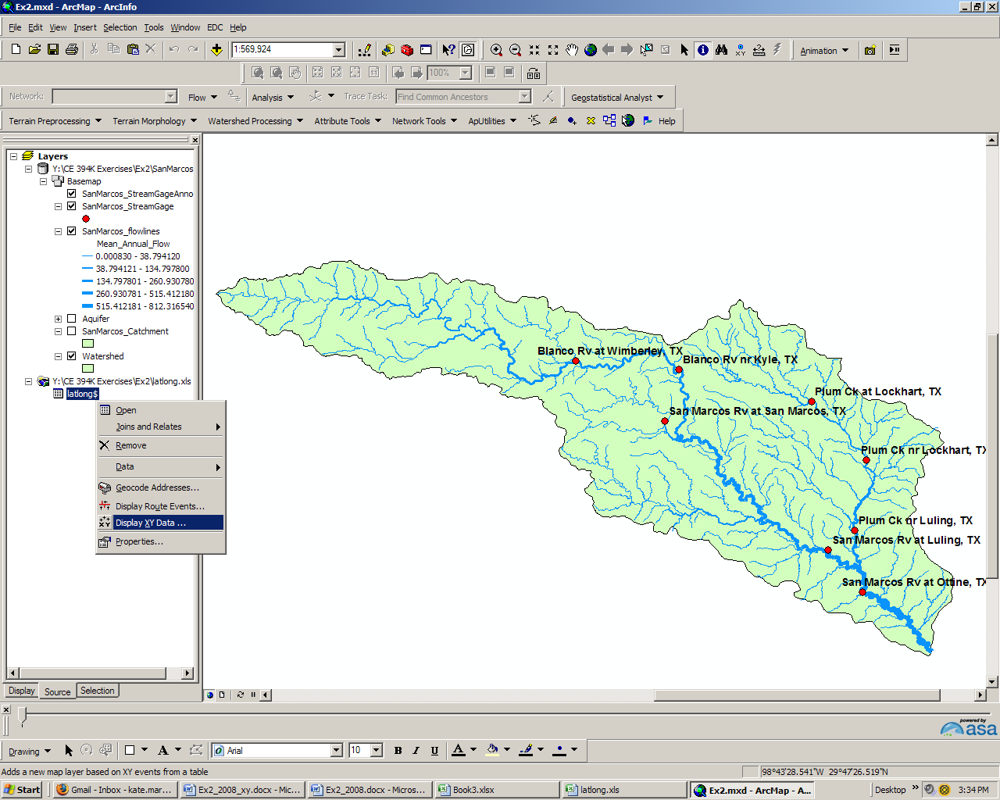 Ex2.mxd - ArcMap - ArcInfo
File Edit View Insert Selection Tools Window EDC Help
1:569,924
Animation
100%
Network: Flow Analysis Trace Task: Find Common Ancestors Geostatistical Analyst
Terrain Preprocessing Terrain Morphology Watershed Processing Attribute Tools Network Tools ApUtilities Help
Layers
Y:\CE 394K Exercises\Ex2\SanMarcos
Basemap
SanMarcos_StreamGageAnno
SanMarcos_StreamGage
SanMarcos_flowlines
Mean_Annual_Flow
0.000830 - 38.794120
38.794121 - 134.797800
134.797801 - 260.930780
260.930781 - 515.412180
515.412181 - 812.316540
Aquifer
SanMarcos_Catchment
Watershed
Y:\CE 394K Exercises\Ex2\latlong.xls
latlong$
Open
Joins and Relates
Remove
Data
Geocode Addresses...
Display Route Events...
Display XY Data ...
Properties...
Blanco Rv at Wimberley, TX
Blanco Rv nr Kyle, TX
Plum Ck at Lockhart, TX
San Marcos Rv at San Marcos, TX
Plum Ck nr Lockhart, TX
Plum Ck nr Luling, TX
San Marcos Rv at Luling, TX
San Marcos Rv at Ottine, TX
Display Source Selection
powered by
asa
Drawing A Arial 10 B I U A
Adds a new map layer based on XY events from a table
98°43'28.541"W 29°47'26.519"N
Start Gmail - Inbox - kate.mar... Ex2_2008_xy.docx - Mic... Ex2_2008.docx - Micros... Book3.xlsx latlong.xls Ex2.mxd - ArcMap - A... Desktop » 3:34 PM